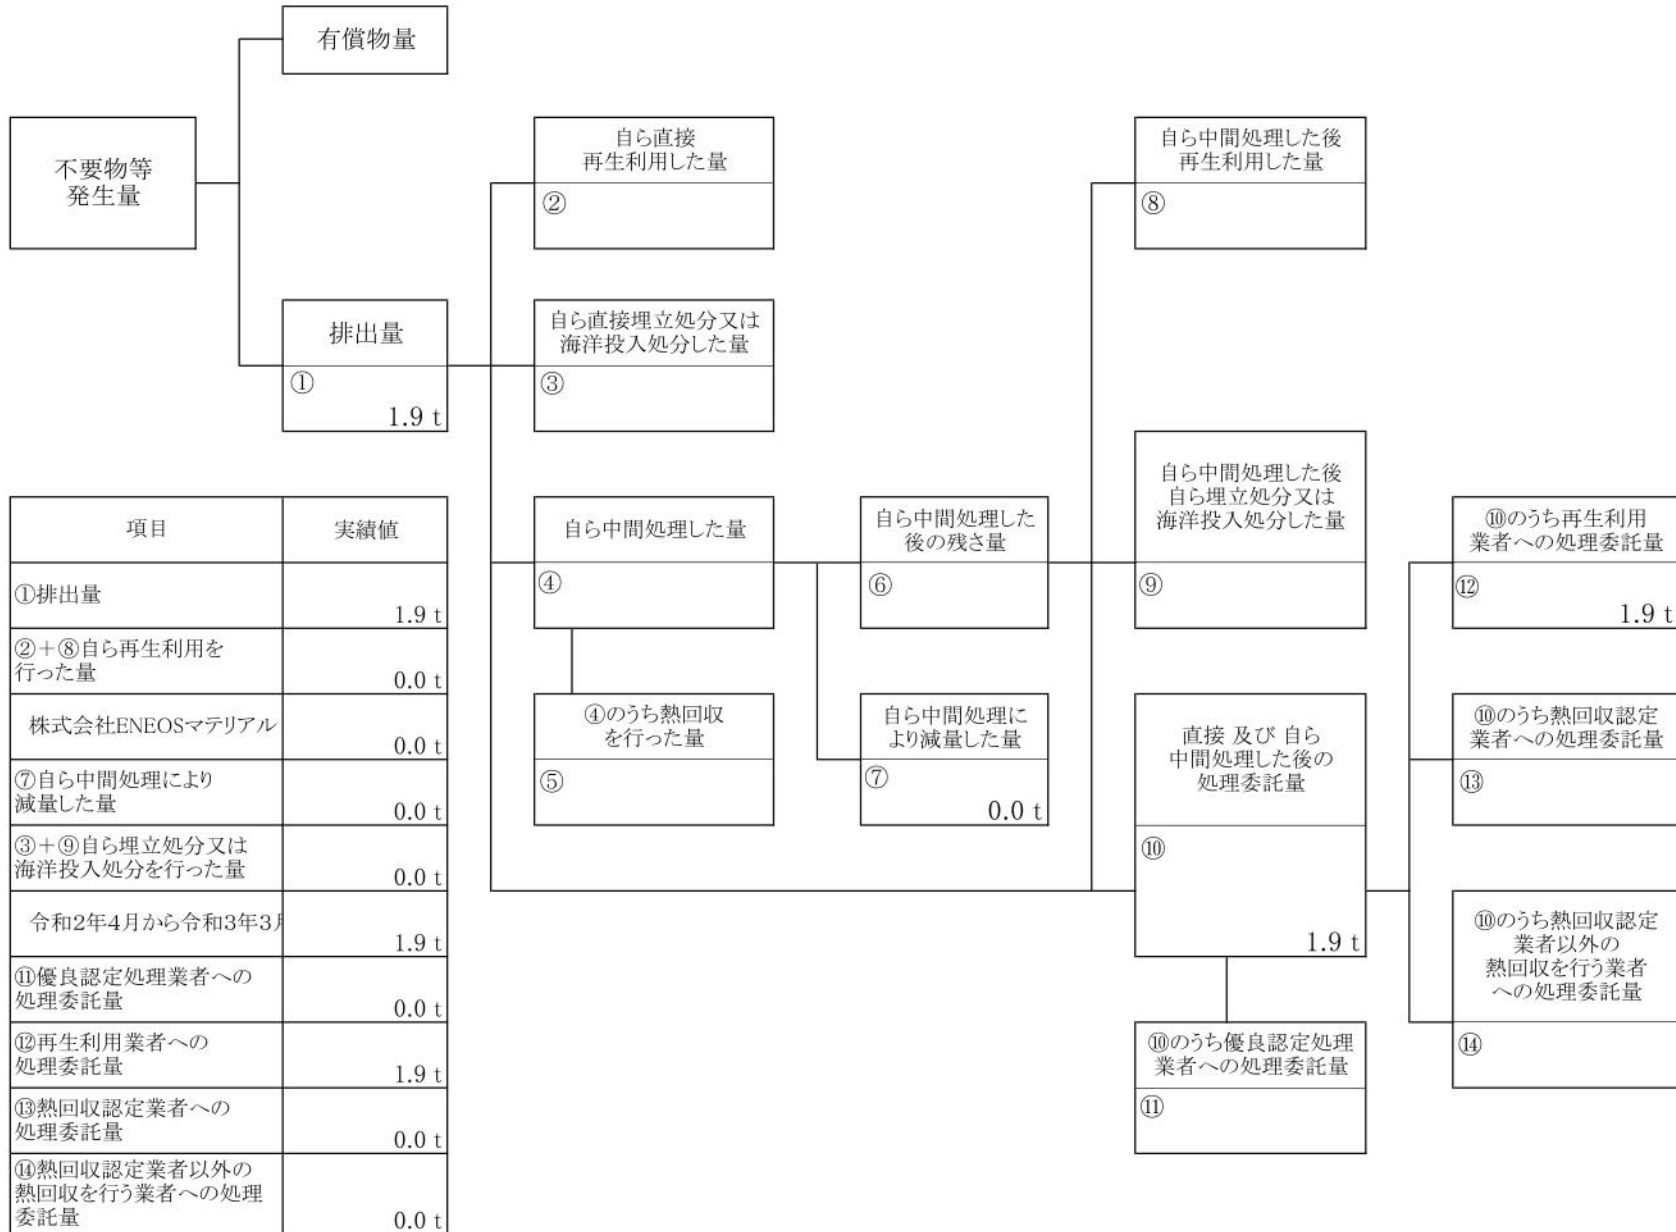 有償物量
不要物等
発生量
自ら直接
再生利用した量
②
自ら中間処理した後
再生利用した量
⑧
排出量
①
1.9 t
自ら直接埋立処分又は
海洋投入処分した量
③
自ら中間処理した量
④
自ら中間処理した
後の残さ量
⑥
自ら中間処理した後
自ら埋立処分又は
海洋投入処分した量
⑨
⑩のうち再生利用
業者への処理委託量
⑫
1.9 t
④のうち熱回収
を行った量
⑤
自ら中間処理に
より減量した量
⑦
0.0 t
直接 及び 自ら
中間処理した後の
処理委託量
⑩
1.9 t
⑩のうち熱回収認定
業者への処理委託量
⑬
⑩のうち熱回収認定
業者以外の
熱回収を行う業者
への処理委託量
⑭
⑩のうち優良認定処理
業者への処理委託量
⑪
項目
実績値
①排出量
1.9 t
②＋⑧自ら再生利用を
行った量
0.0 t
株式会社ENEOSマテリアル
0.0 t
⑦自ら中間処理により
減量した量
0.0 t
③＋⑨自ら埋立処分又は
海洋投入処分を行った量
0.0 t
令和2年4月から令和3年3月
1.9 t
⑪優良認定処理業者への
処理委託量
0.0 t
⑫再生利用業者への
処理委託量
1.9 t
⑬熱回収認定業者への
処理委託量
0.0 t
⑭熱回収認定業者以外の
熱回収を行う業者への処理
委託量
0.0 t